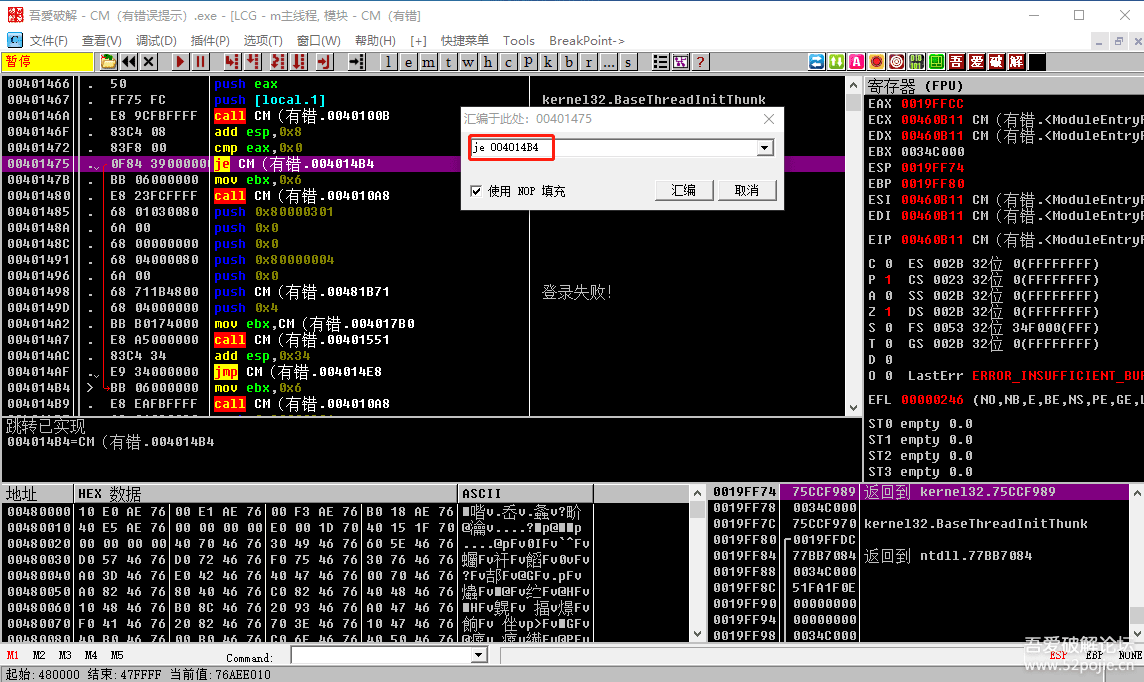 吾爱破解 - CM（有错误提示）.exe - [LCG - m主线程, 模块 - CM（有错]
文件(F) 查看(V) 调试(D) 插件(P) 选项(T) 窗口(W) 帮助(H) [+] 快捷菜单 Tools BreakPoint->
暂停 l e m t w h c p k b r ... s ? A 吾 爱 破 解
00401466 . 50 push eax
00401467 . FF75 FC push [local.1] kernel32.BaseThreadInitThunk
0040146A . E8 9CFBFFFF call CM（有错.0040100B
0040146F . 83C4 08 add esp,0x8
00401472 . 83F8 00 cmp eax,0x0
00401475 . 0F84 39000000 je CM（有错.004014B4
0040147B . BB 06000000 mov ebx,0x6
00401480 . E8 23FCFFFF call CM（有错.004010A8
00401485 . 68 01030080 push 0x80000301
0040148A . 6A 00 push 0x0
0040148C . 68 00000000 push 0x0
00401491 . 68 04000080 push 0x80000004
00401496 . 6A 00 push 0x0
00401498 . 68 711B4800 push CM（有错.00481B71 登录失败！
0040149D . 68 04000000 push 0x4
004014A2 . BB B0174000 mov ebx,CM（有错.004017B0
004014A7 . E8 A5000000 call CM（有错.00401551
004014AC . 83C4 34 add esp,0x34
004014AF . E9 34000000 jmp CM（有错.004014E8
004014B4 > BB 06000000 mov ebx,0x6
004014B9 . E8 EAFBFFFF call CM（有错.004010A8
汇编于此处: 00401475
je 004014B4
使用 NOP 填充 汇编 取消
跳转已实现
004014B4=CM（有错.004014B4
寄存器 (FPU)
EAX 0019FFCC
ECX 00460B11 CM（有错.<ModuleEntryP
EDX 00460B11 CM（有错.<ModuleEntryP
EBX 0034C000
ESP 0019FF74
EBP 0019FF80
ESI 00460B11 CM（有错.<ModuleEntryP
EDI 00460B11 CM（有错.<ModuleEntryP
EIP 00460B11 CM（有错.<ModuleEntryP
C 0 ES 002B 32位 0(FFFFFFFF)
P 1 CS 0023 32位 0(FFFFFFFF)
A 0 SS 002B 32位 0(FFFFFFFF)
Z 1 DS 002B 32位 0(FFFFFFFF)
S 0 FS 0053 32位 34F000(FFF)
T 0 GS 002B 32位 0(FFFFFFFF)
D 0
O 0 LastErr ERROR_INSUFFICIENT_BUF
EFL 00000246 (NO,NB,E,BE,NS,PE,GE,L
ST0 empty 0.0
ST1 empty 0.0
ST2 empty 0.0
ST3 empty 0.0
地址 HEX 数据 ASCII
00480000 10 E0 AE 76 00 E1 AE 76 00 F3 AE 76 B0 18 AE 76
00480010 40 E5 AE 76 00 00 00 00 E0 00 1D 70 40 15 1F 70
00480020 00 00 00 00 40 70 46 76 30 49 46 76 60 5E 46 76 ....@pFv0IFv`^Fv
00480030 D0 57 46 76 D0 72 46 76 F0 75 46 76 30 76 46 76
00480040 A0 3D 46 76 E0 42 46 76 40 47 46 76 00 70 46 76
00480050 A0 82 46 76 80 40 46 76 C0 82 46 76 40 48 46 76
00480060 10 48 46 76 B0 8C 46 76 20 93 46 76 A0 47 46 76
00480070 F0 41 46 76 20 82 46 76 70 3E 46 76 10 47 46 76
0019FF74 75CCF989 返回到 kernel32.75CCF989
0019FF78 0034C000
0019FF7C 75CCF970 kernel32.BaseThreadInitThunk
0019FF80 0019FFDC
0019FF84 77BB7084 返回到 ntdll.77BB7084
0019FF88 0034C000
0019FF8C 51FA1F0E
0019FF90 00000000
0019FF94 00000000
0019FF98 0034C000
M1 M2 M3 M4 M5 Command: ESP EBP NONE
起始: 480000 结束: 47FFFF 当前值: 76AEE010
吾爱破解论坛
www.52pojie.cn